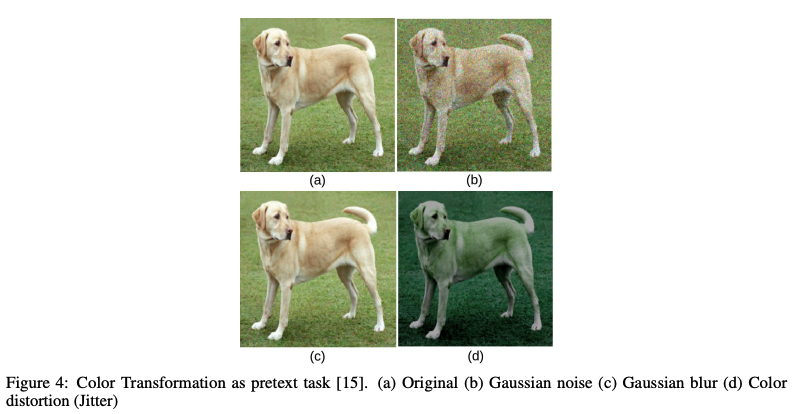 (a)
(b)
(c)
(d)
Figure 4: Color Transformation as pretext task [15]. (a) Original (b) Gaussian noise (c) Gaussian blur (d) Color
distortion (Jitter)